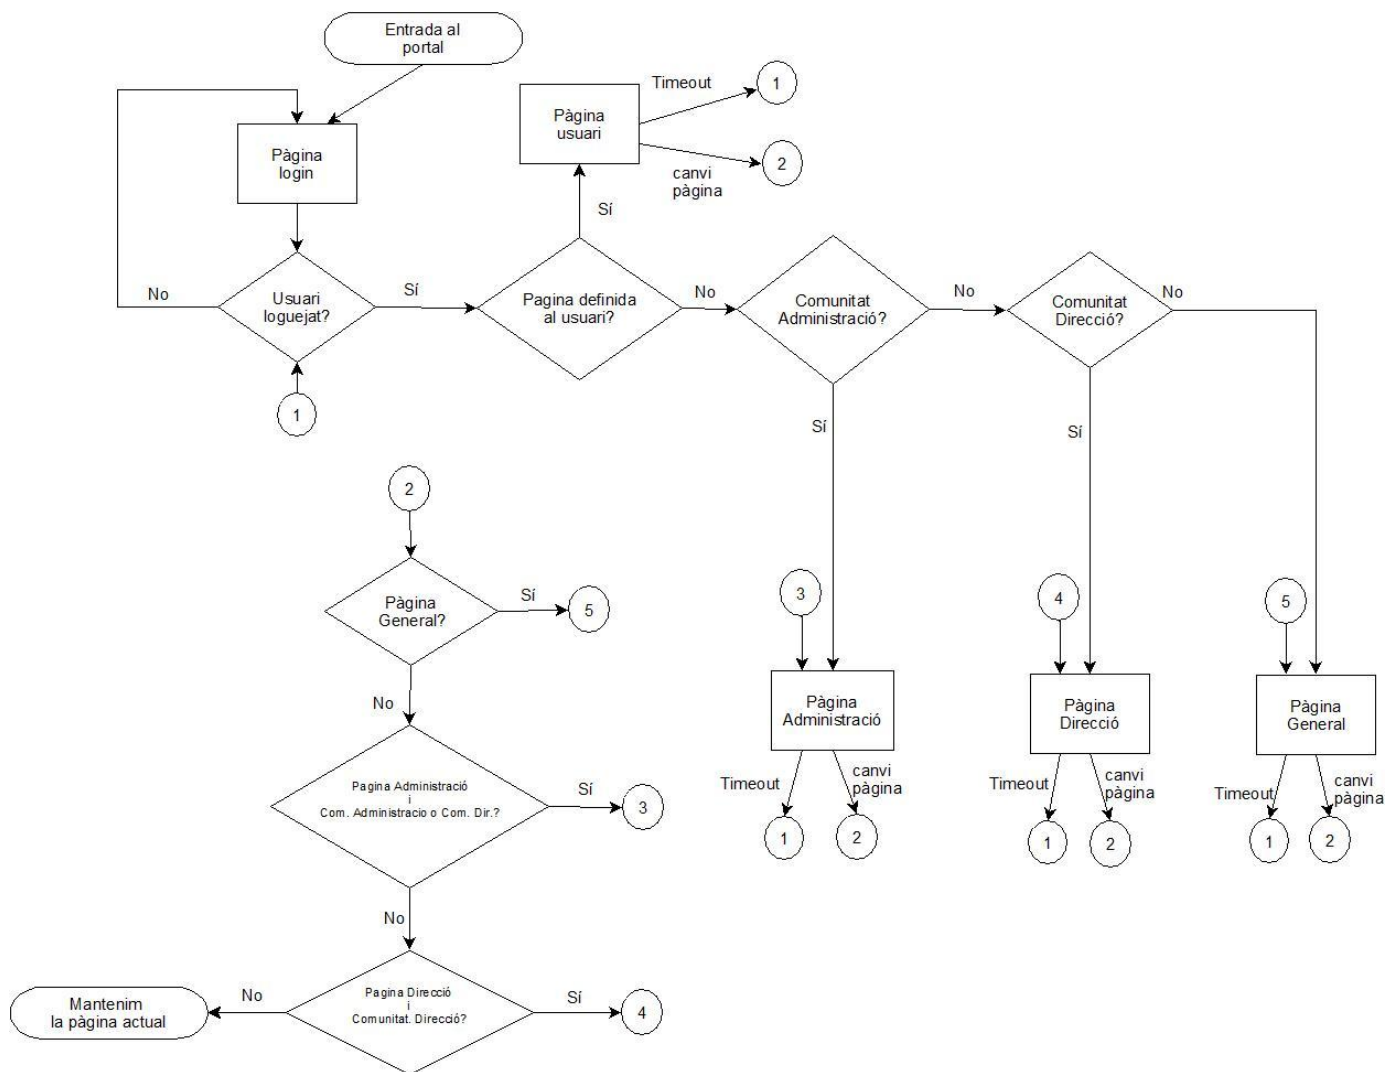 Entrada al
portal
Pàgina
login
Usuari
loguejat?
No
Sí
1
Pagina definida
al usuari?
Sí
No
Pàgina
usuari
Timeout
1
canvi
pàgina
2
Comunitat
Administració?
No
Sí
Comunitat
Direcció?
No
Sí
2
Pàgina
General?
Sí
5
No
Pagina Administració
i
Com. Administracio o Com. Dir.?
Sí
3
No
Pagina Direcció
i
Comunitat. Direcció?
Sí
4
No
Mantenim
la pàgina actual
3
Pàgina
Administració
Timeout
1
canvi
pàgina
2
4
Pàgina
Direcció
Timeout
1
canvi
pàgina
2
5
Pàgina
General
Timeout
1
canvi
pàgina
2